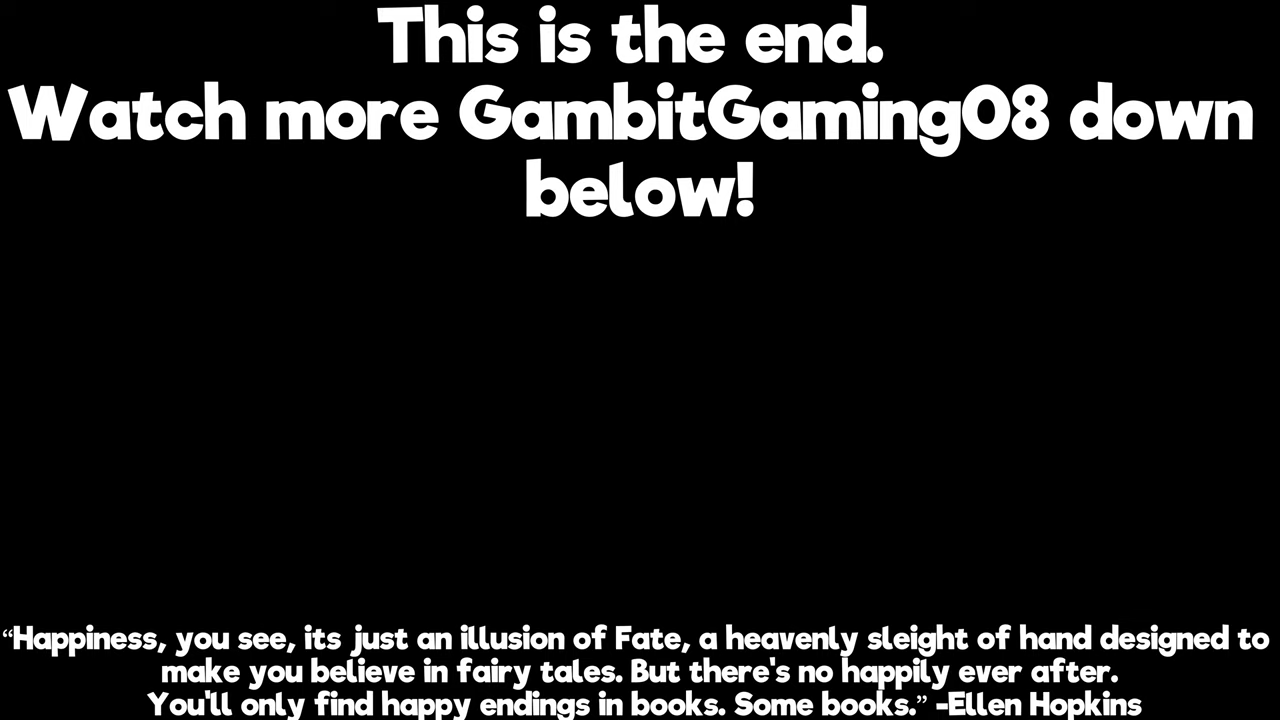 This is the end.
Watch more GambitGaming08 down
below!
“Happiness, you see, its just an illusion of Fate, a heavenly sleight of hand designed to
make you believe in fairy tales. But there's no happily ever after.
You'll only find happy endings in books. Some books.” -Ellen Hopkins